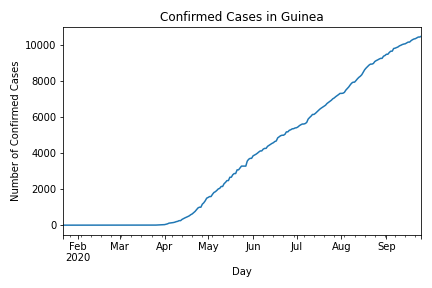 Confirmed Cases in Guinea
10000
8000
6000
4000
2000
0
Number of Confirmed Cases
Feb Mar Apr May Jun Jul Aug Sep
2020
Day